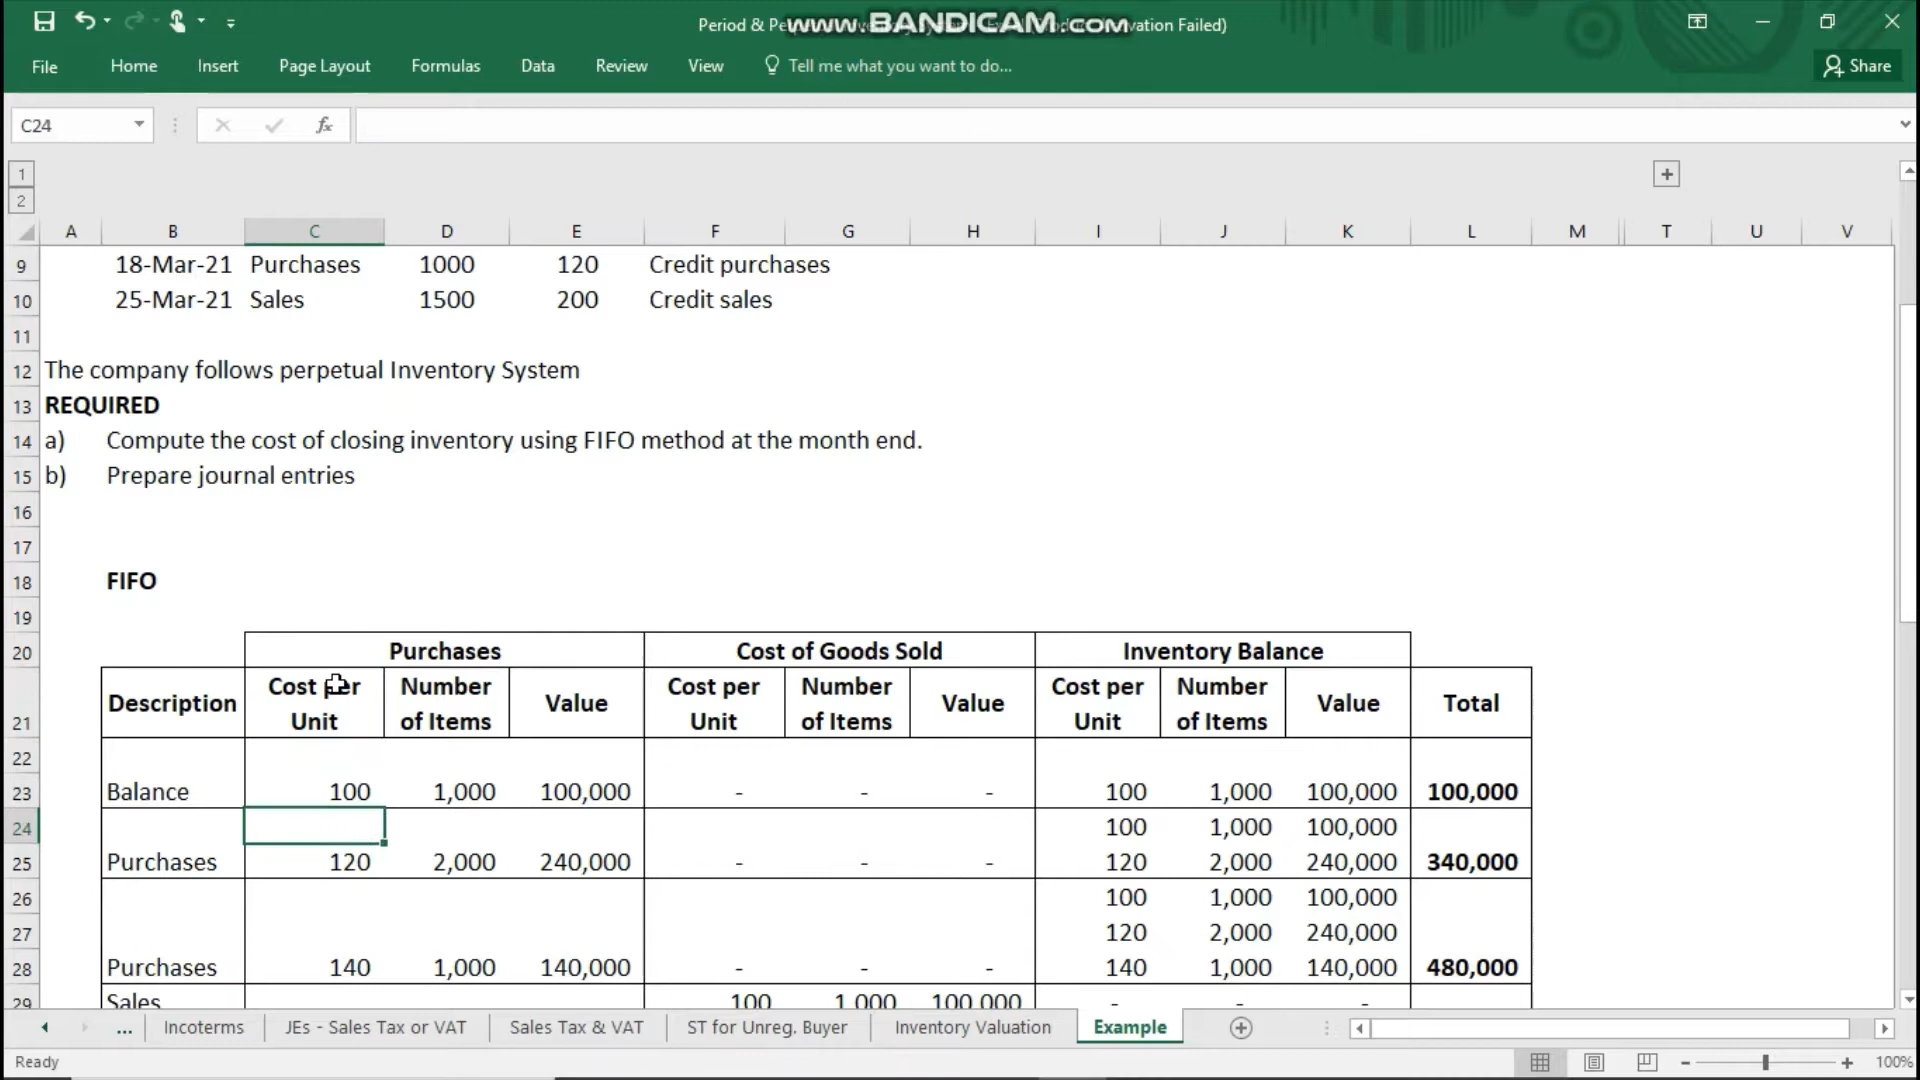 Period & Pe
www.BANDICAM.com
vation Failed)
File Home Insert Page Layout Formulas Data Review View Tell me what you want to do... Share
C24 fx
1
2
A B C D E F G H I J K L M T U V
9 18-Mar-21 Purchases 1000 120 Credit purchases
10 25-Mar-21 Sales 1500 200 Credit sales
11
12 The company follows perpetual Inventory System
13 REQUIRED
14 a) Compute the cost of closing inventory using FIFO method at the month end.
15 b) Prepare journal entries
16
17
18 FIFO
19
20 Purchases Cost of Goods Sold Inventory Balance
Description Cost per Number Value Cost per Number Value Cost per Number Value Total
21 Unit of Items Unit of Items Unit of Items
22
23 Balance 100 1,000 100,000 - - - 100 1,000 100,000 100,000
24 100 1,000 100,000
25 Purchases 120 2,000 240,000 - - - 120 2,000 240,000 340,000
26 100 1,000 100,000
27 120 2,000 240,000
28 Purchases 140 1,000 140,000 - - - 140 1,000 140,000 480,000
29 Sales 100 1,000 100,000 - - -
... Incoterms JEs - Sales Tax or VAT Sales Tax & VAT ST for Unreg. Buyer Inventory Valuation Example
Ready 100%